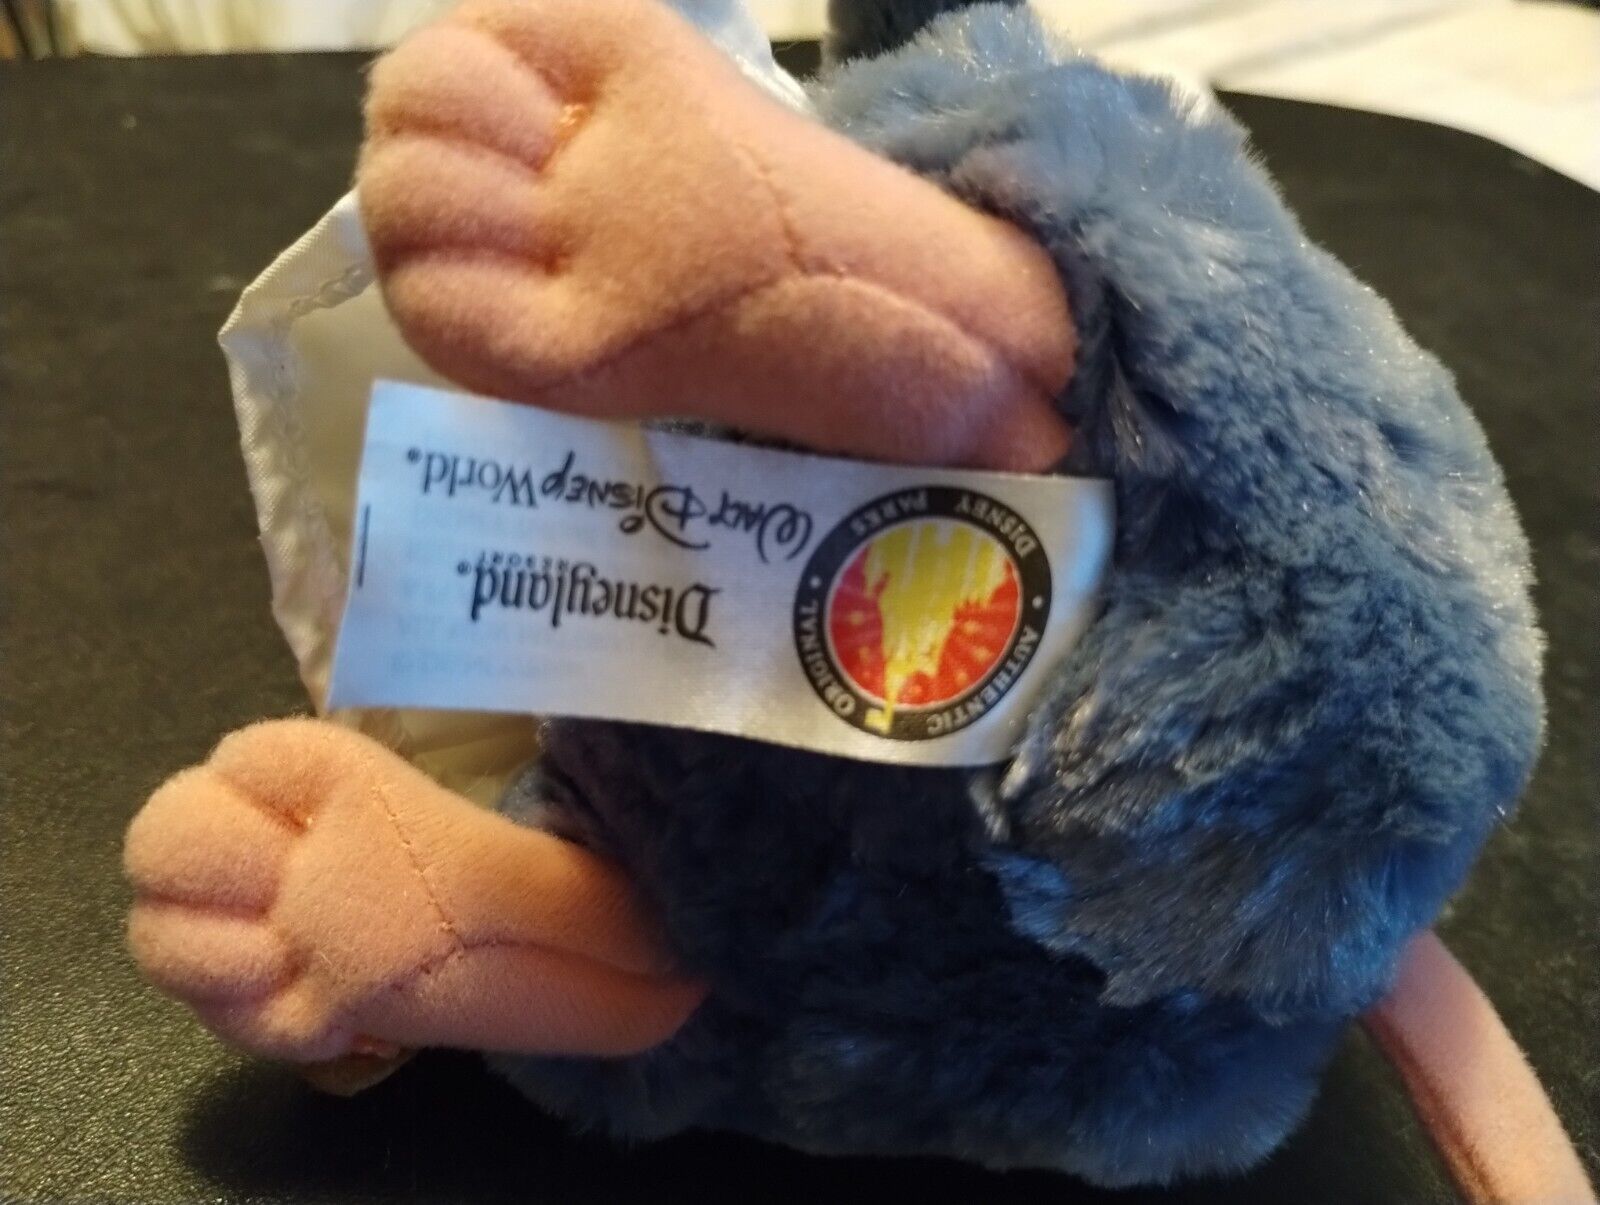 DISNEY PARKS
• AUTHENTIC ORIGINAL •
Disneyland®
RESORT
WALT DISNEY World®